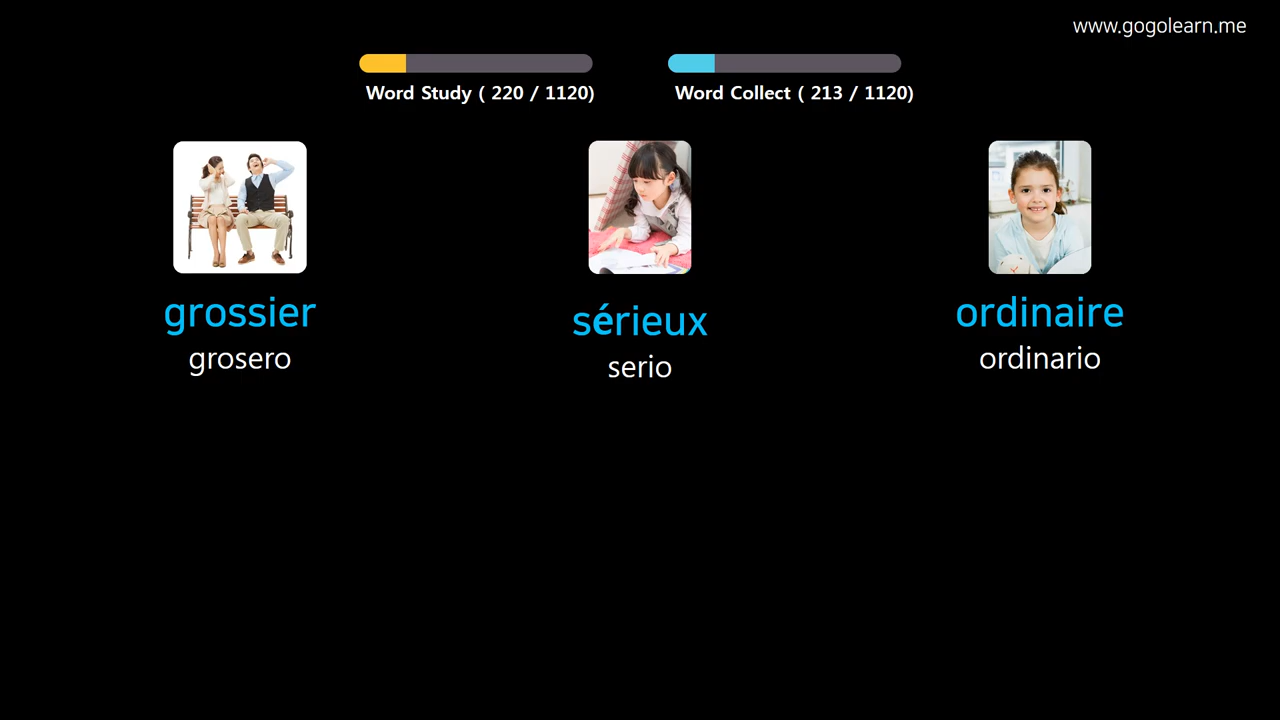 www.gogolearn.me
Word Study ( 220 / 1120)
Word Collect ( 213 / 1120)
grossier
grosero
sérieux
serio
ordinaire
ordinario